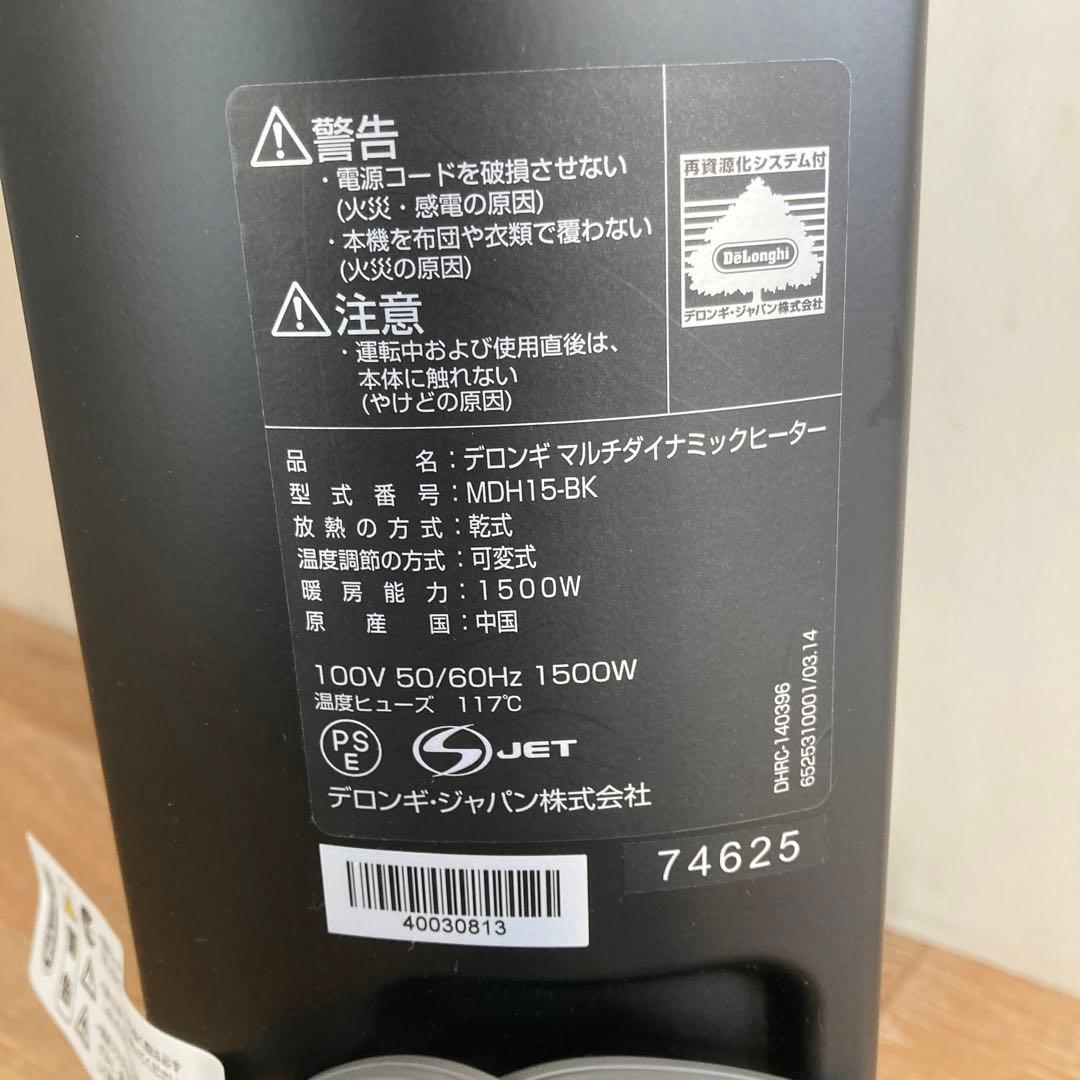 警告
・電源コードを破損させない
(火災・感電の原因)
・本機を布団や衣類で覆わない
(火災の原因)
注意
・運転中および使用直後は、
本体に触れない
(やけどの原因)
再資源化システム付
DeLonghi
デロンギ・ジャパン株式会社
品名：デロンギ マルチダイナミックヒーター
型式番号：MDH15-BK
放熱の方式：乾式
温度調節の方式：可変式
暖房能力：1500W
原産国：中国
100V 50/60Hz 1500W
温度ヒューズ 117℃
PSE
S JET
デロンギ・ジャパン株式会社
DHRC-140396
6525310001/03.14
74625
40030813